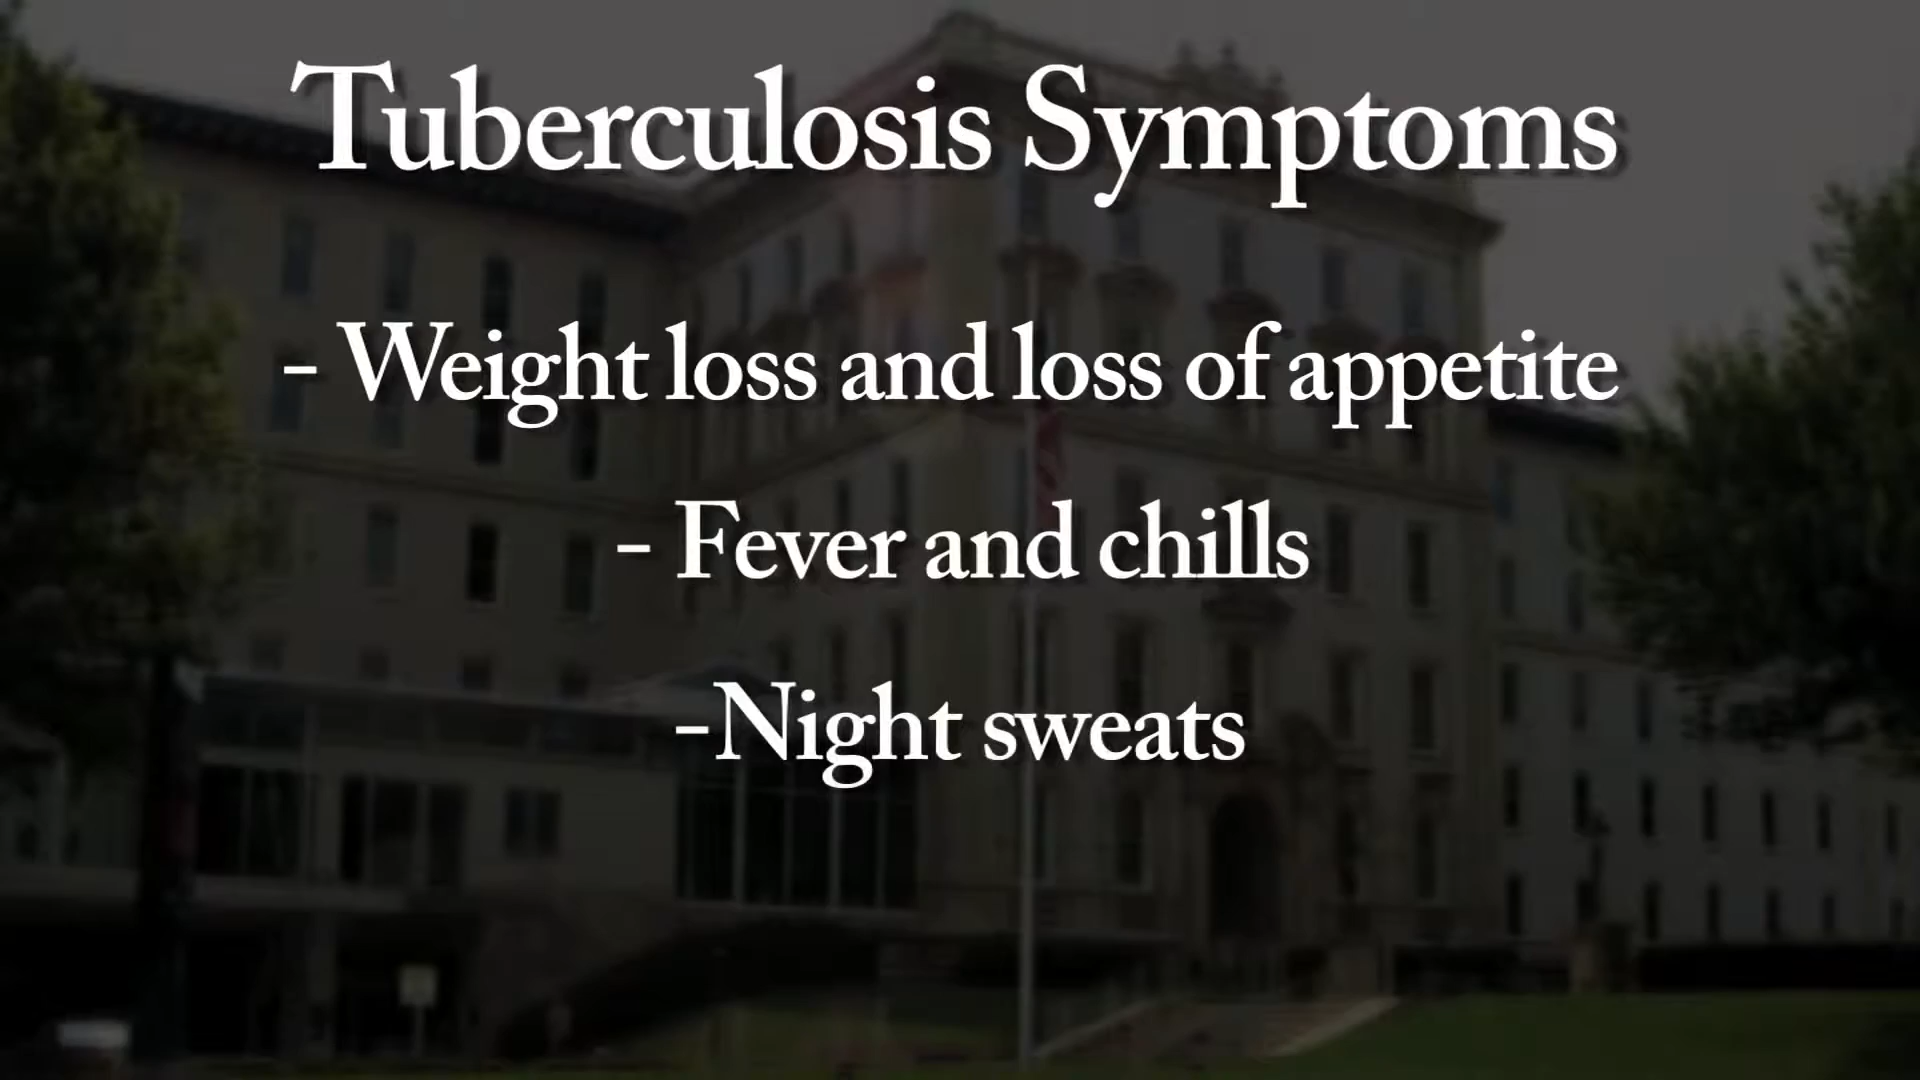 Tuberculosis Symptoms
- Weight loss and loss of appetite
- Fever and chills
-Night sweats